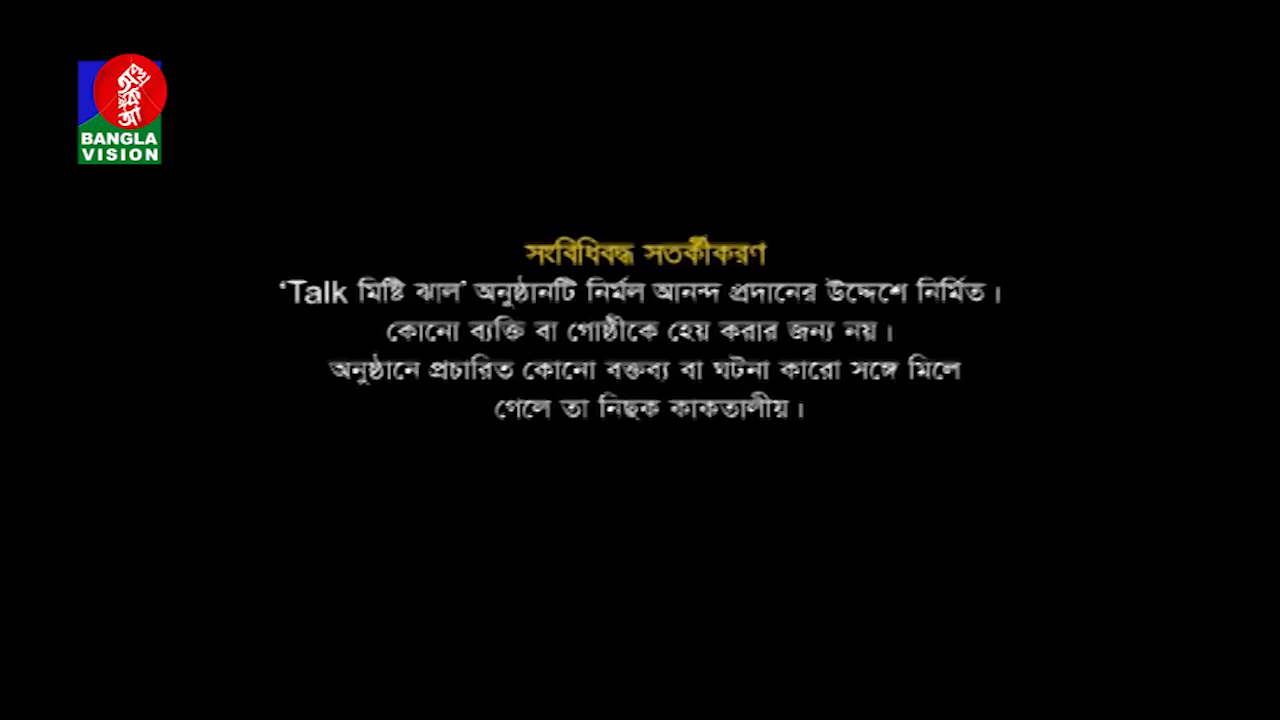 BANGLA
VISION
সংবিধিবদ্ধ সতর্কীকরণ
‘Talk মিষ্টি ঝাল’ অনুষ্ঠানটি নির্মল আনন্দ প্রদানের উদ্দেশে নির্মিত।
কোনো ব্যক্তি বা গোষ্ঠীকে হেয় করার জন্য নয়।
অনুষ্ঠানে প্রচারিত কোনো বক্তব্য বা ঘটনা কারো সঙ্গে মিলে
গেলে তা নিছক কাকতালীয়।